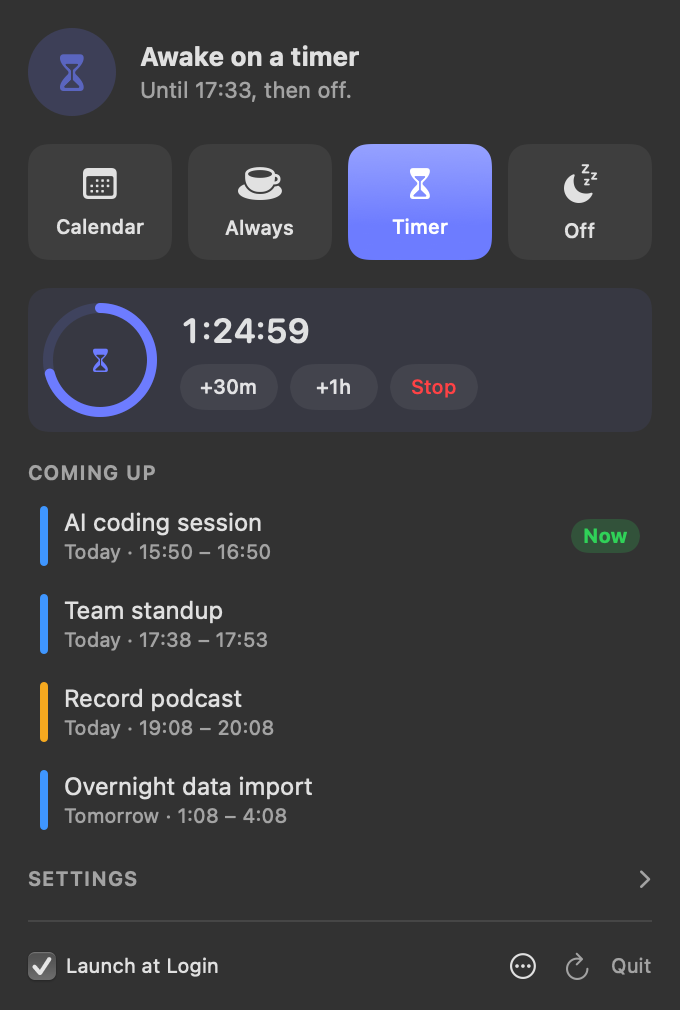 Awake on a timer
Until 17:33, then off.
Calendar
Always
Timer
Off
1:24:59
+30m
+1h
Stop
COMING UP
AI coding session
Now
Today · 15:50 – 16:50
Team standup
Today · 17:38 – 17:53
Record podcast
Today · 19:08 – 20:08
Overnight data import
Tomorrow · 1:08 – 4:08
SETTINGS
Launch at Login
Quit